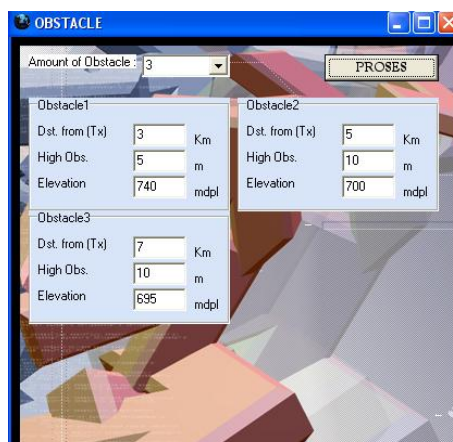 OBSTACLE
Amount of Obstacle : 3
PROSES
Obstacle1
Dst. from (Tx) 3 Km
High Obs. 5 m
Elevation 740 mdpl
Obstacle2
Dst. from (Tx) 5 Km
High Obs. 10 m
Elevation 700 mdpl
Obstacle3
Dst. from (Tx) 7 Km
High Obs. 10 m
Elevation 695 mdpl